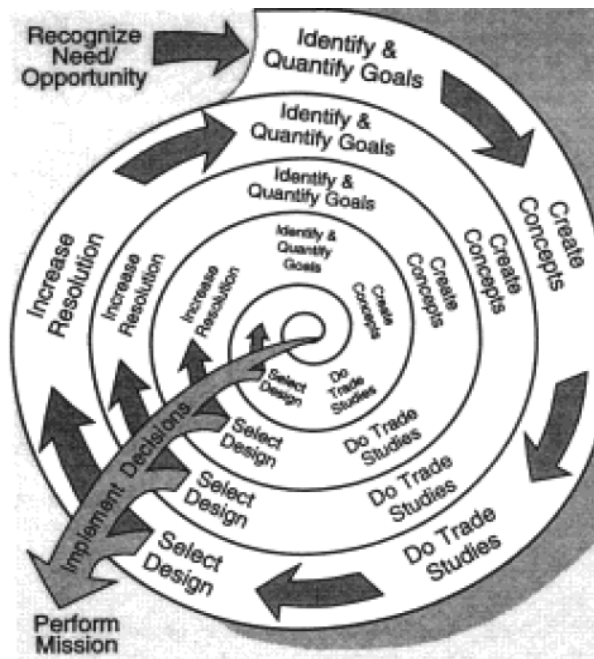 Recognize
Need/
Opportunity
Identify &
Quantify Goals
Create
Concepts
Do Trade
Studies
Select
Design
Increase
Resolution
Identify &
Quantify Goals
Create
Concepts
Do Trade
Studies
Select
Design
Increase
Resolution
Identify &
Quantify Goals
Create
Concepts
Do Trade
Studies
Select
Design
Increase
Resolution
Identify &
Quantify
Goals
Create
Concepts
Do
Trade
Studies
Select
Design
Implement Decisions
Perform
Mission